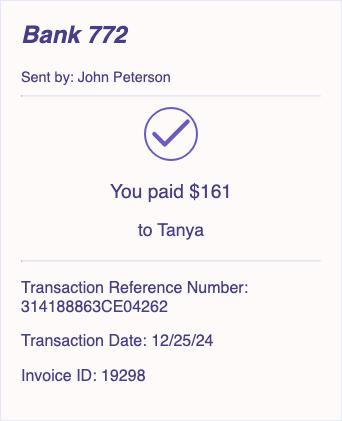 Bank 772
Sent by: John Peterson
You paid $161
to Tanya
Transaction Reference Number:
314188863CE04262
Transaction Date: 12/25/24
Invoice ID: 19298